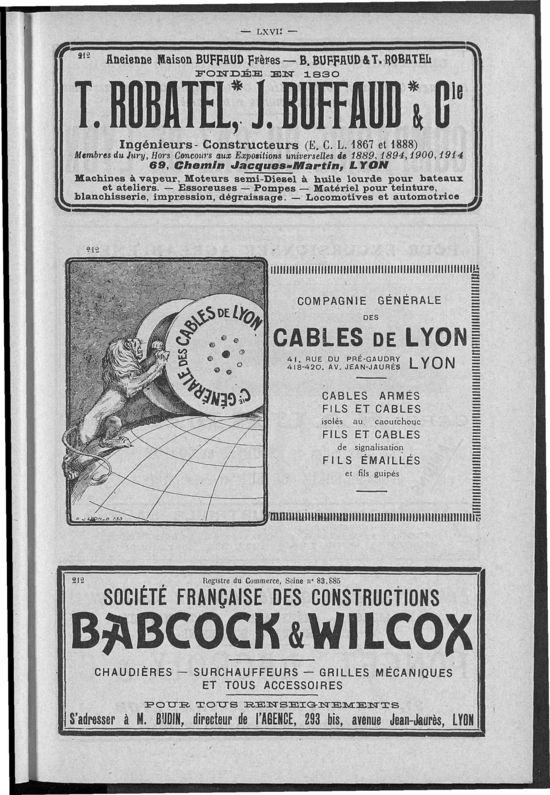 — LXVII —
212
Ancienne Maison BUFFAUD Frères — B. BUFFAUD & T. ROBATEL
FONDÉE EN 1830
T. ROBATEL,* J. BUFFAUD* & Cie
Ingénieurs-Constructeurs (E. C. L. 1867 et 1888)
Membres du Jury, Hors Concours aux Expositions universelles de 1889, 1894, 1900, 1914
69, Chemin Jacques-Martin, LYON
Machines à vapeur, Moteurs semi-Diesel à huile lourde pour bateaux
et ateliers. — Essoreuses — Pompes — Matériel pour teinture,
blanchisserie, impression, dégraissage. — Locomotives et automotrice
212
Cie GÉNÉRALE DES CABLES DE LYON
COMPAGNIE GÉNÉRALE
DES
CABLES DE LYON
41, RUE DU PRÉ-GAUDRY
418-420, AV. JEAN-JAURÈS LYON
CABLES ARMÉS
FILS ET CABLES
isolés au caoutchouc
FILS ET CABLES
de signalisation
FILS ÉMAILLÉS
et fils guipés
212
Registre du Commerce, Seine n° 83.885
SOCIÉTÉ FRANÇAISE DES CONSTRUCTIONS
BABCOCK & WILCOX
CHAUDIÈRES — SURCHAUFFEURS — GRILLES MÉCANIQUES
ET TOUS ACCESSOIRES
POUR TOUS RENSEIGNEMENTS
S'adresser à M. BUDIN, directeur de l'AGENCE, 293 bis, avenue Jean-Jaurès, LYON